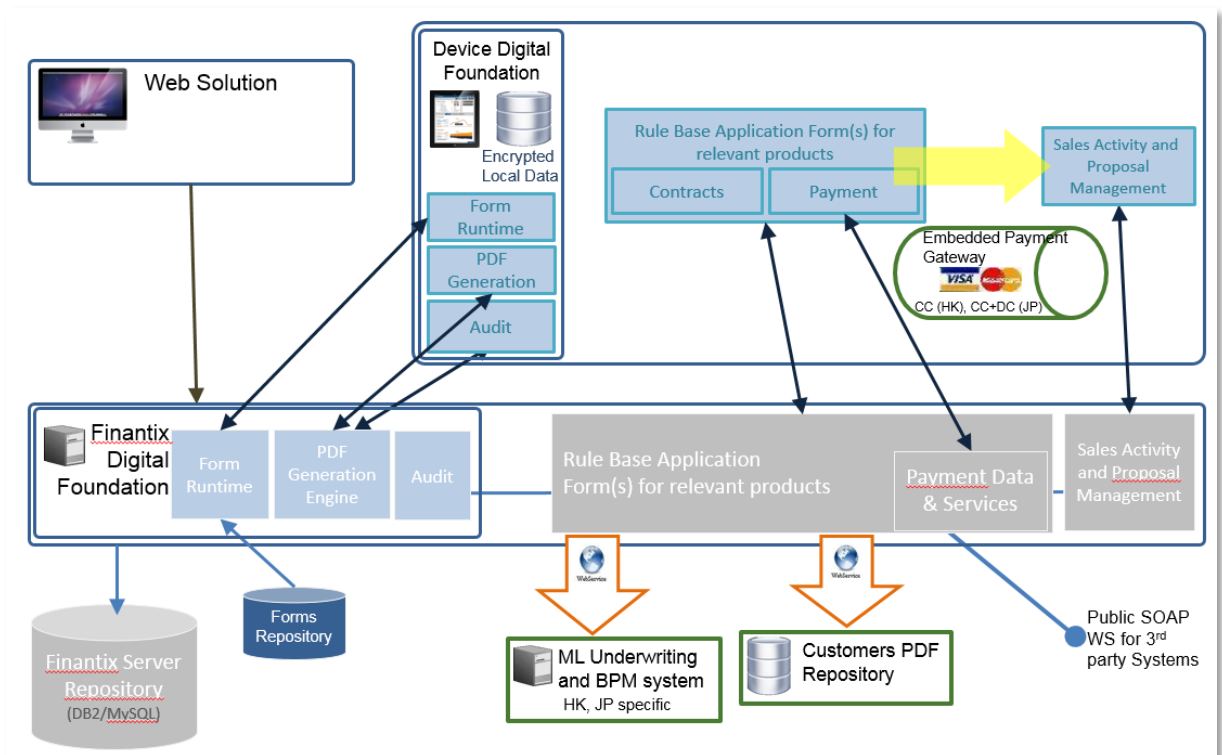 Web Solution
Device Digital
Foundation
Encrypted
Local Data
Form
Runtime
PDF
Generation
Audit
Rule Base Application Form(s) for
relevant products
Contracts
Payment
Sales Activity and
Proposal
Management
Embedded Payment
Gateway
VISA
MasterCard
CC (HK), CC+DC (JP)
Finantix
Digital
Foundation
Form
Runtime
PDF
Generation
Engine
Audit
Rule Base Application
Form(s) for relevant products
Payment Data
& Services
Sales Activity
and Proposal
Management
WebService
WebService
Forms
Repository
Finantix Server
Repository
(DB2/MySQL)
ML Underwriting
and BPM system
HK, JP specific
Customers PDF
Repository
Public SOAP
WS for 3rd
party Systems